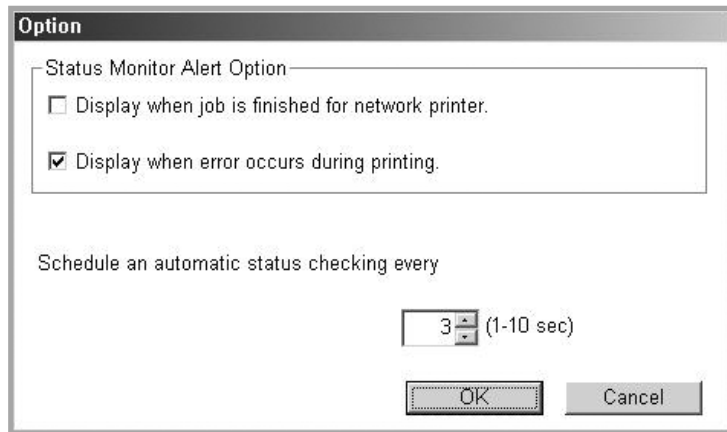 Option
Status Monitor Alert Option
Display when job is finished for network printer.
Display when error occurs during printing.
Schedule an automatic status checking every
3 (1-10 sec)
OK Cancel